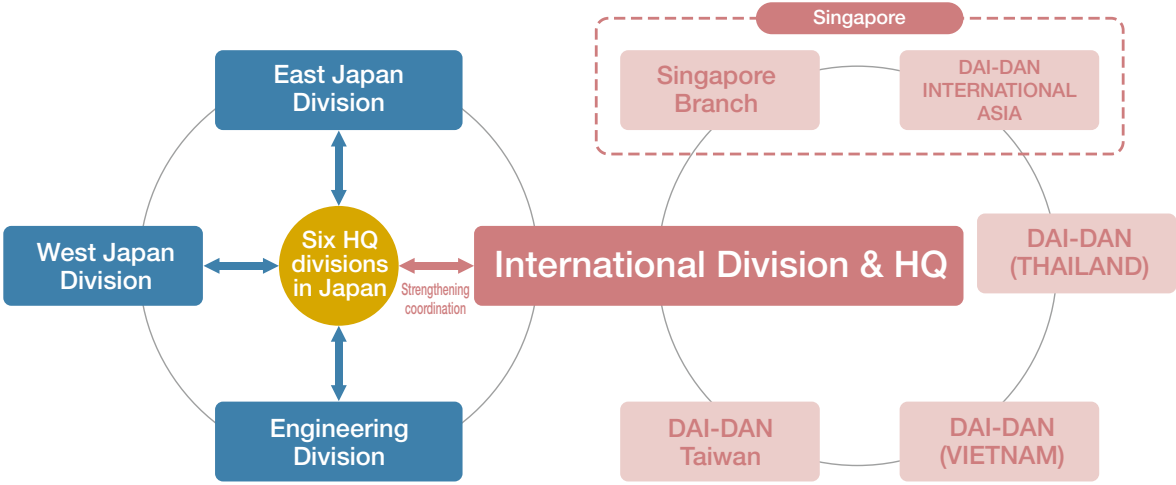 Singapore
East Japan
Division
Singapore
Branch
DAI-DAN
INTERNATIONAL
ASIA
West Japan
Division
Six HQ
divisions
in Japan
Strengthening
coordination
International Division & HQ
DAI-DAN
(THAILAND)
Engineering
Division
DAI-DAN
Taiwan
DAI-DAN
(VIETNAM)